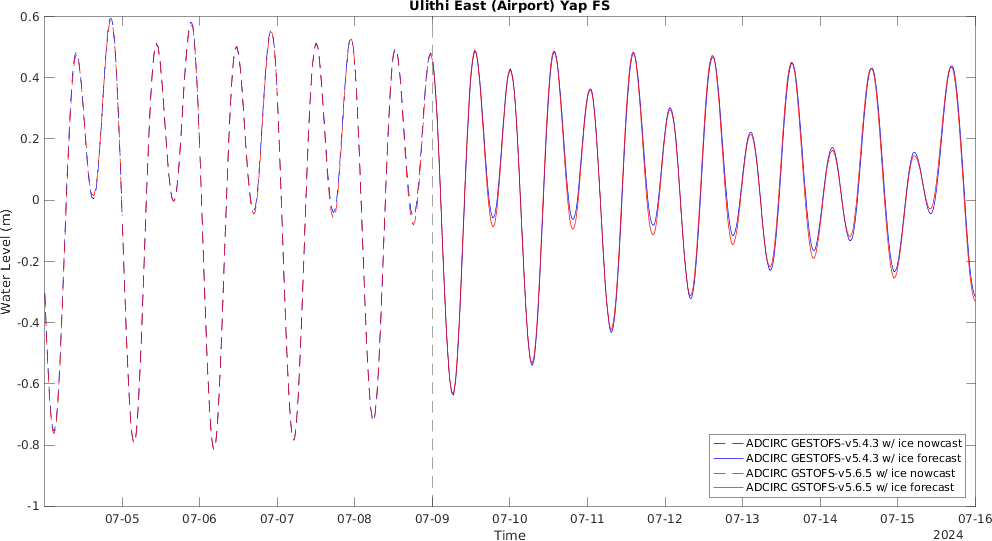 Ulithi East (Airport) Yap FS
0.6
0.4
0.2
0
-0.2
-0.4
-0.6
-0.8
-1
Water Level (m)
07-05 07-06 07-07 07-08 07-09 07-10 07-11 07-12 07-13 07-14 07-15 07-16
Time
2024
ADCIRC GESTOFS-v5.4.3 w/ ice nowcast
ADCIRC GESTOFS-v5.4.3 w/ ice forecast
ADCIRC GSTOFS-v5.6.5 w/ ice nowcast
ADCIRC GSTOFS-v5.6.5 w/ ice forecast